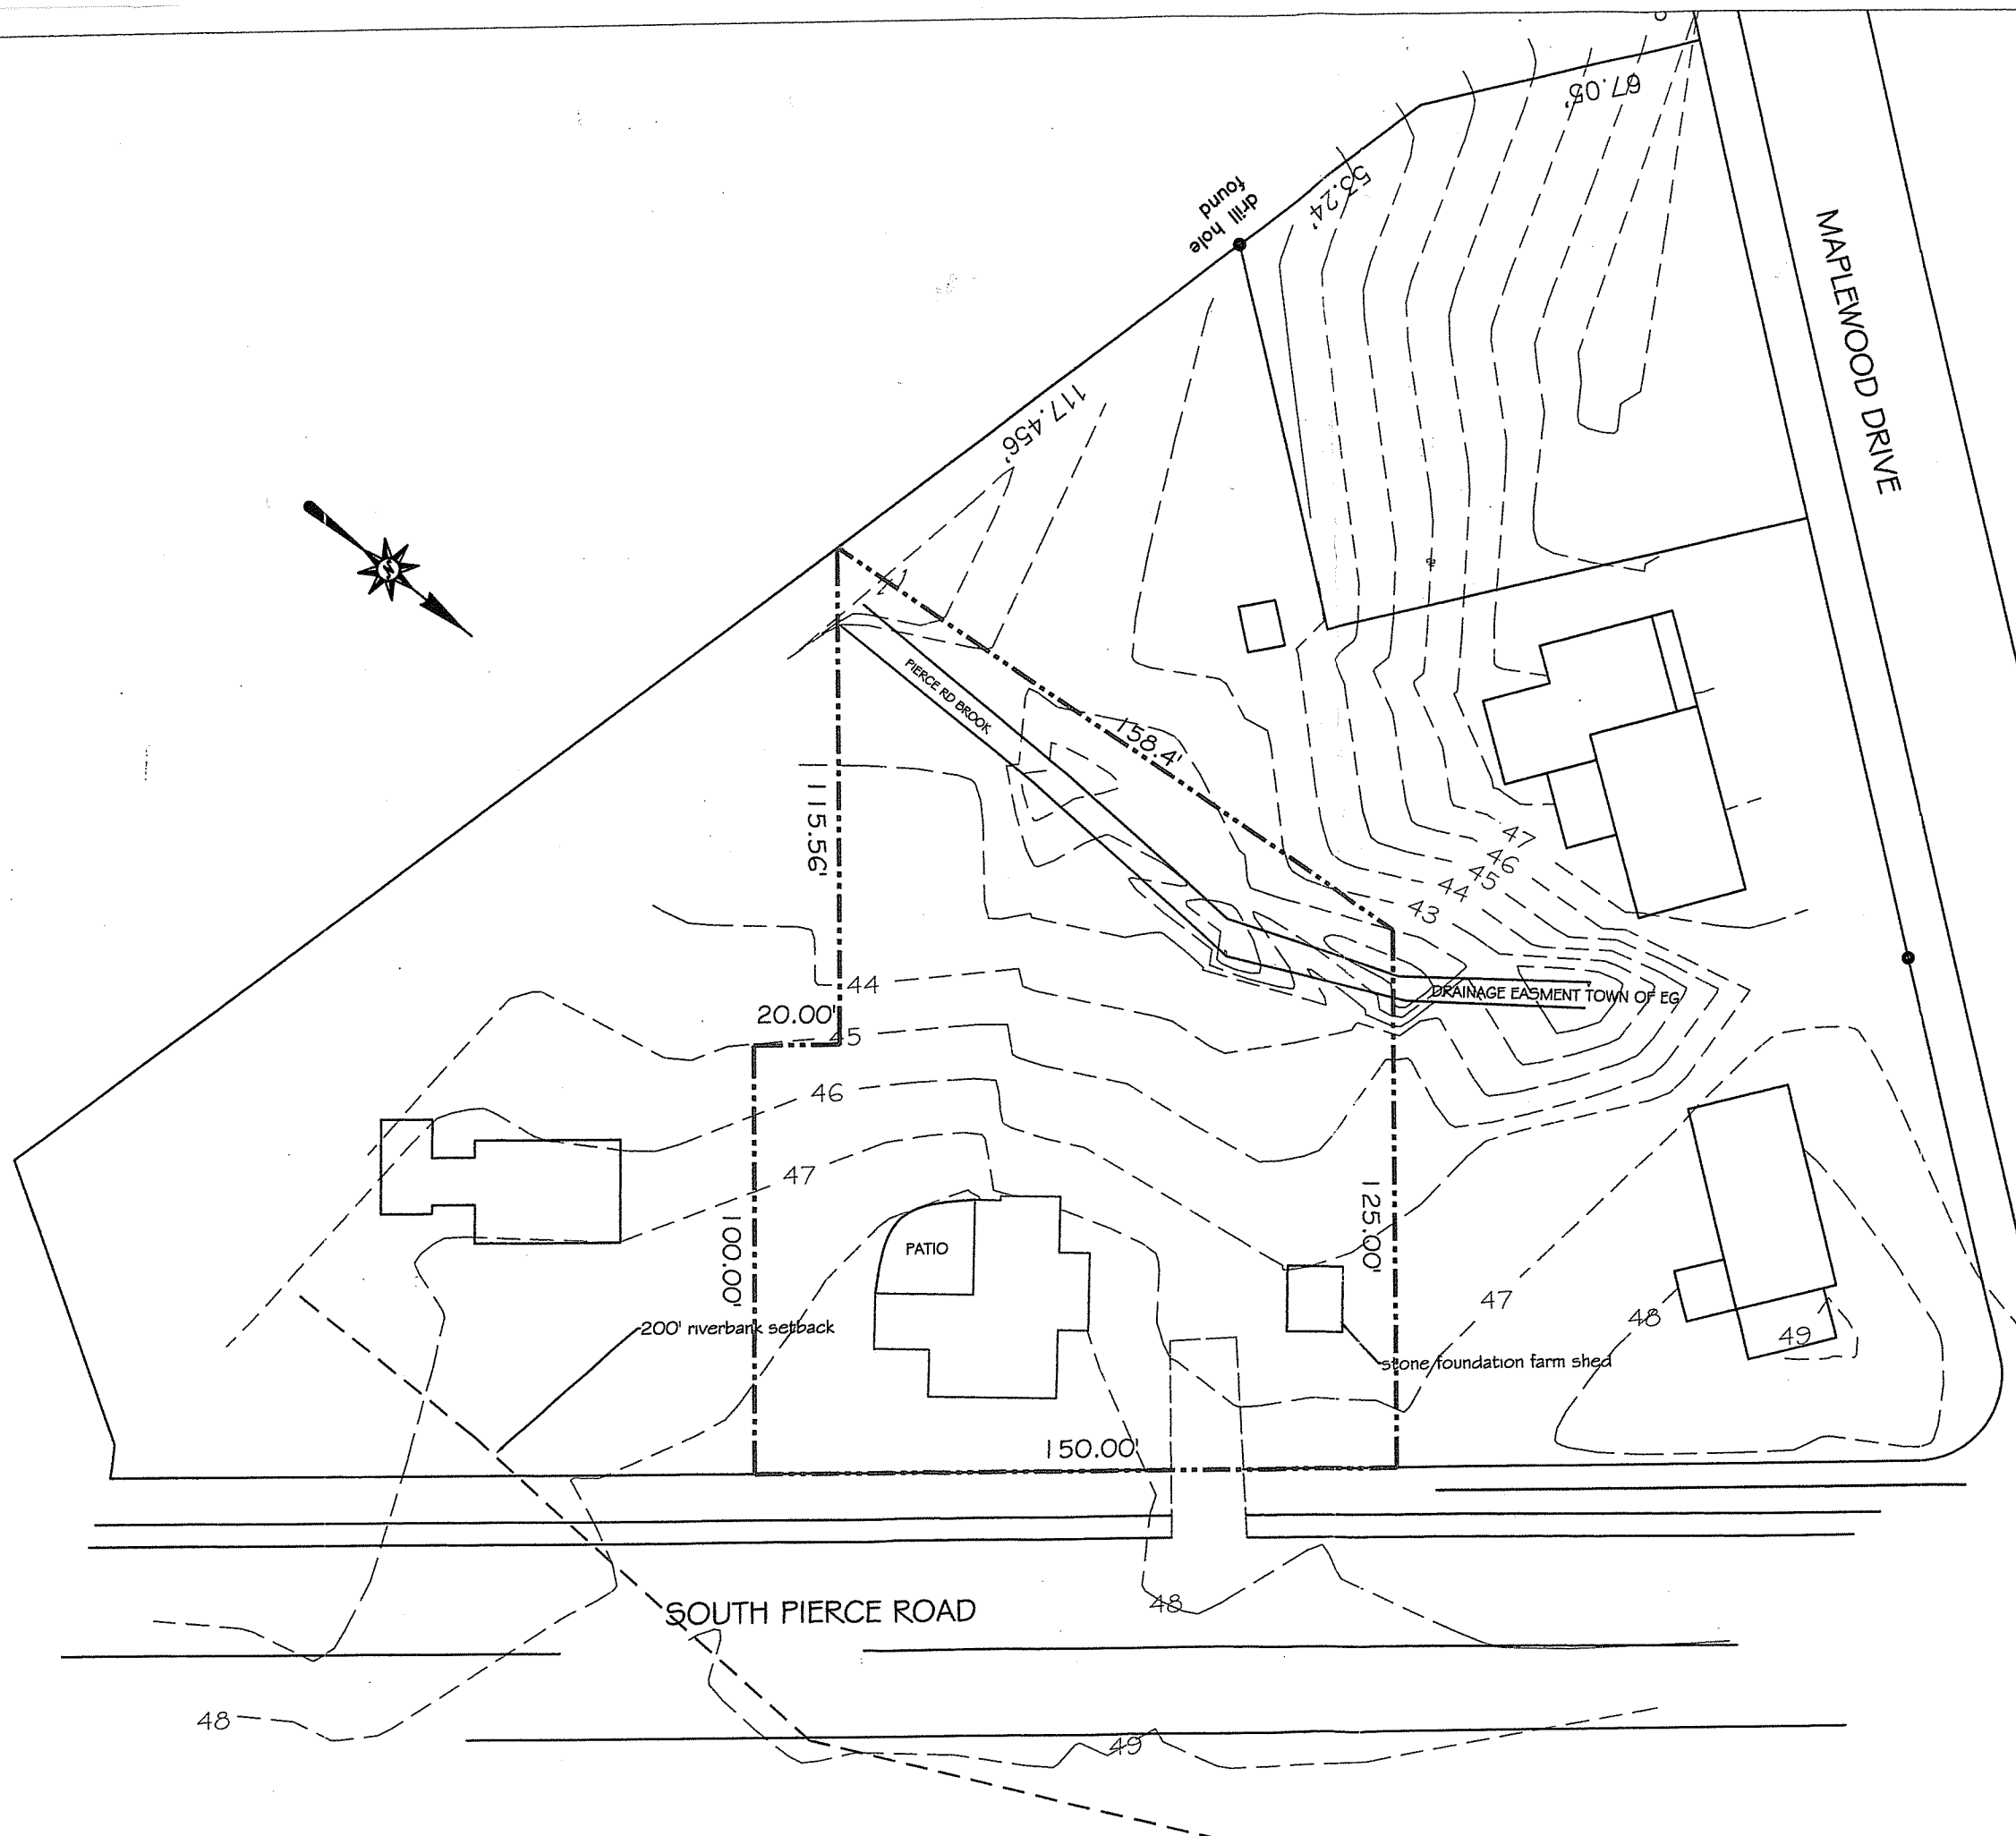 67.05'
53.24'
drill hole
found
MAPLEWOOD DRIVE
117.456'
PIERCE RD BROOK
158.4'
115.56'
47
46
45
44
43
44
DRAINAGE EASMENT TOWN OF EG
20.00'
45
46
47
100.00'
125.00'
PATIO
47
48
49
200' riverbank setback
stone foundation farm shed
150.00'
48
SOUTH PIERCE ROAD
48
49